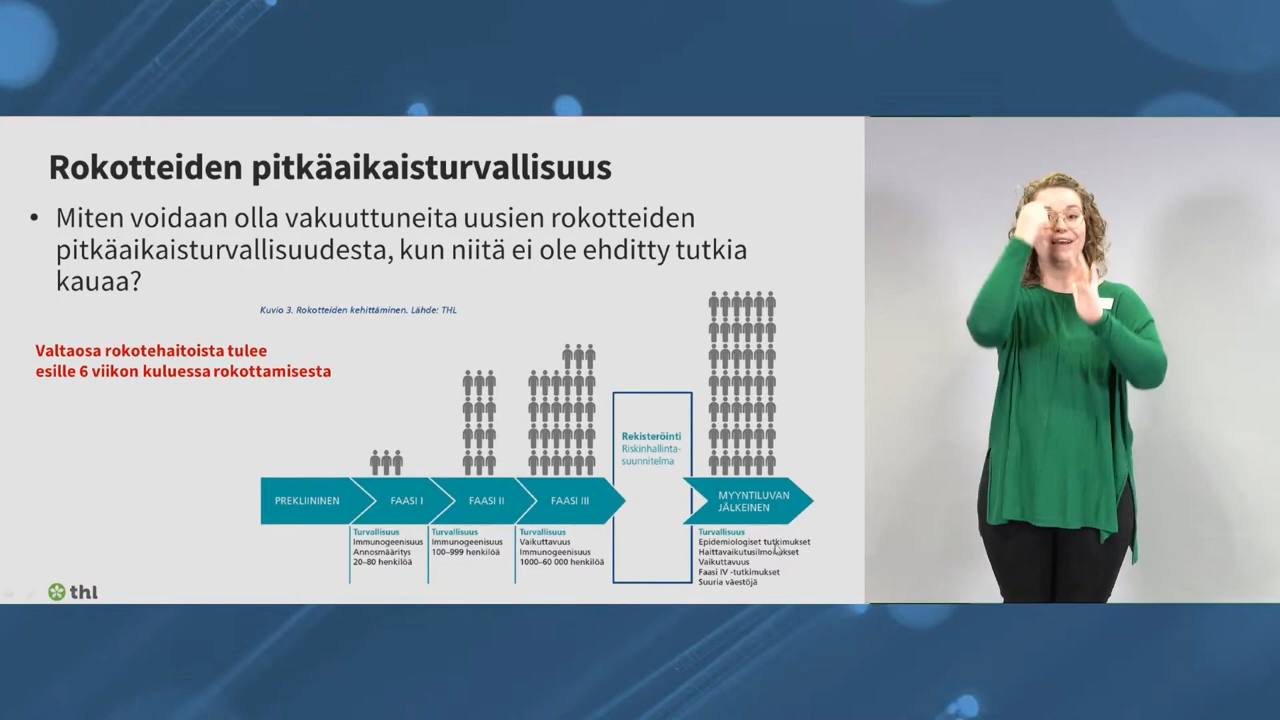 Rokotteiden pitkäaikaisturvallisuus
• Miten voidaan olla vakuuttuneita uusien rokotteiden
pitkäaikaisturvallisuudesta, kun niitä ei ole ehditty tutkia
kauaa?
Kuvio 3. Rokotteiden kehittäminen. Lähde: THL
Valtaosa rokotehaitoista tulee
esille 6 viikon kuluessa rokottamisesta
Rekisteröinti
Riskinhallinta-
suunnitelma
PREKLIININEN
FAASI I
FAASI II
FAASI III
MYYNTILUVAN
JÄLKEINEN
Turvallisuus
Immunogeenisuus
Annosmääritys
20–80 henkilöä
Turvallisuus
Immunogeenisuus
100–999 henkilöä
Turvallisuus
Vaikuttavuus
Immunogeenisuus
1000–60 000 henkilöä
Turvallisuus
Epidemiologiset tutkimukset
Haittavaikutusilmoitukset
Vaikuttavuus
Faasi IV -tutkimukset
Suuria väestöjä
thl